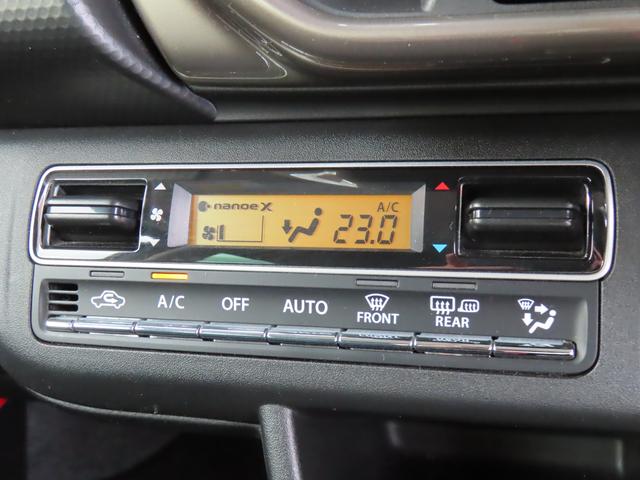 nanoe X
A/C
23.0
A/C
OFF
AUTO
FRONT
REAR